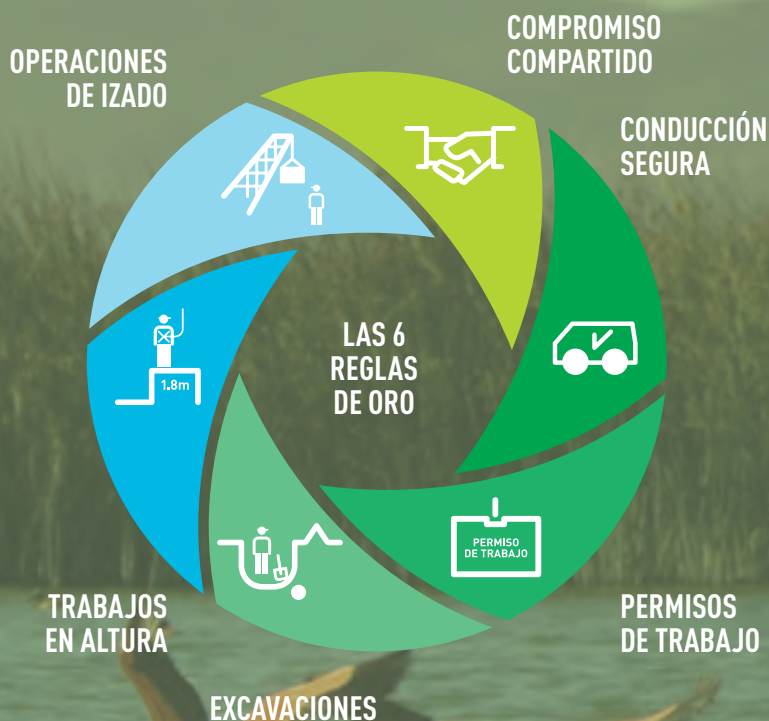 COMPROMISO
COMPARTIDO
OPERACIONES
DE IZADO
CONDUCCIÓN
SEGURA
LAS 6
REGLAS
DE ORO
1.8m
PERMISO
DE TRABAJO
TRABAJOS
EN ALTURA
PERMISOS
DE TRABAJO
EXCAVACIONES